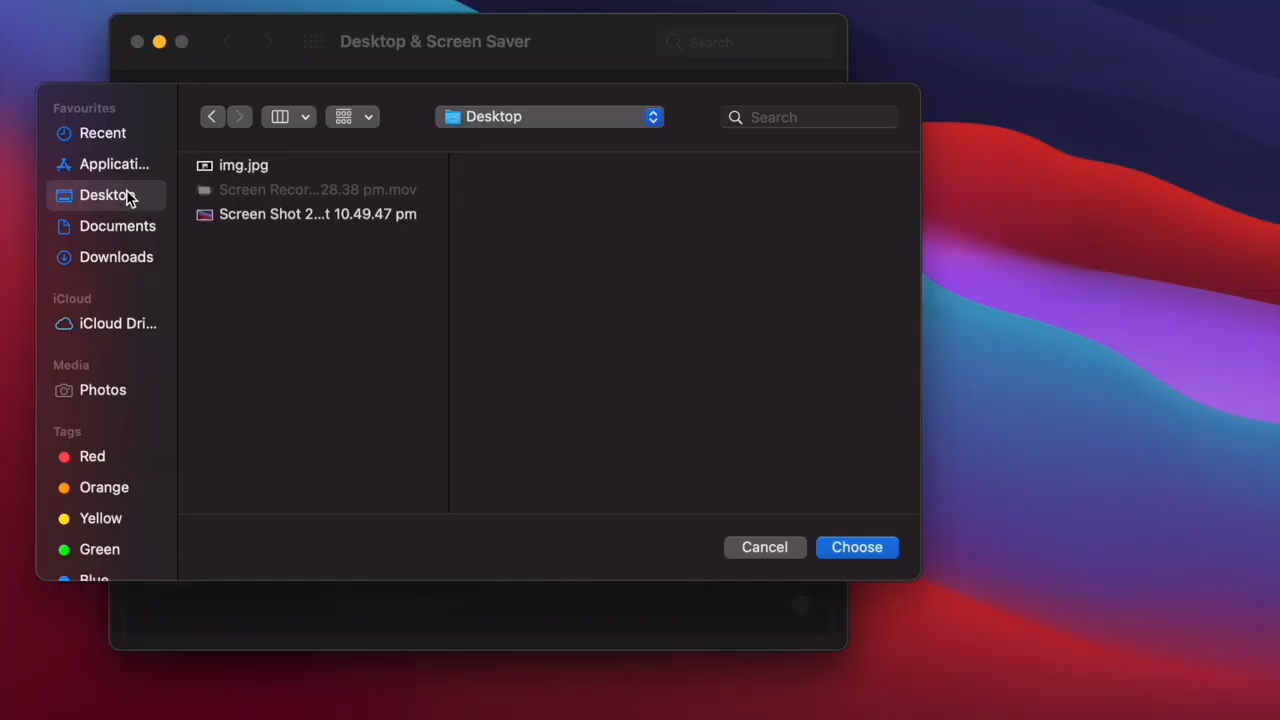 Desktop & Screen Saver
Search
Favourites
Recent
Applicati...
Desktop
Documents
Downloads
iCloud
iCloud Dri...
Media
Photos
Tags
Red
Orange
Yellow
Green
Blue
Desktop
Search
img.jpg
Screen Recor...28.38 pm.mov
Screen Shot 2...t 10.49.47 pm
Cancel
Choose
?